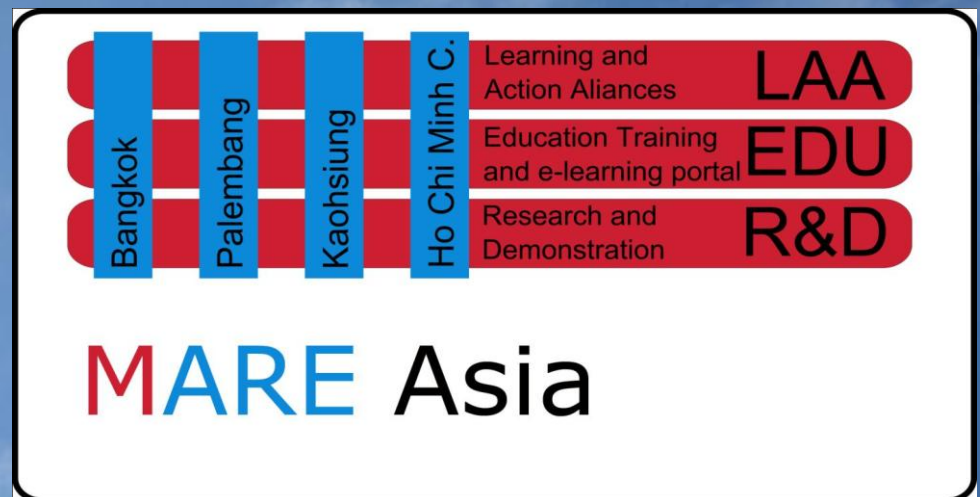 Bangkok
Palembang
Kaohsiung
Ho Chi Minh C.
Learning and
Action Aliances
LAA
Education Training
and e-learning portal
EDU
Research and
Demonstration
R&D
MARE Asia